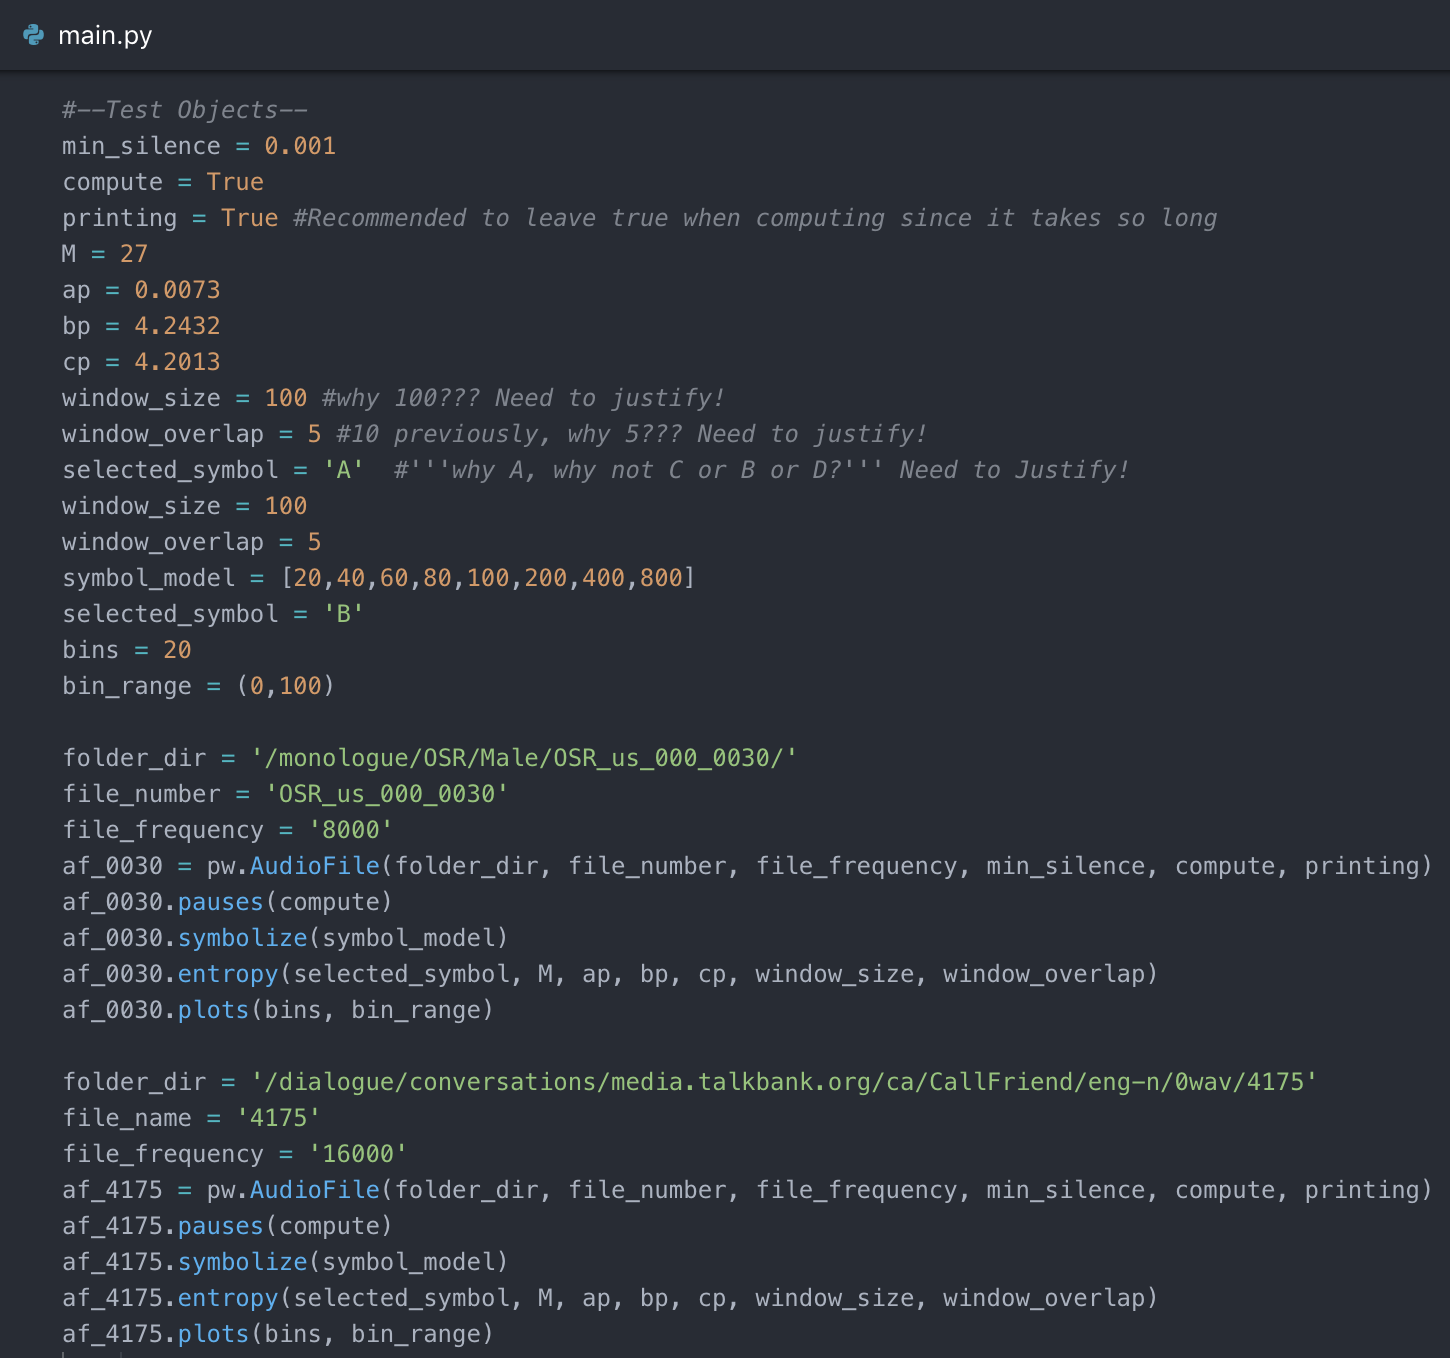 main.py
#--Test Objects--
min_silence = 0.001
compute = True
printing = True #Recommended to leave true when computing since it takes so long
M = 27
ap = 0.0073
bp = 4.2432
cp = 4.2013
window_size = 100 #why 100??? Need to justify!
window_overlap = 5 #10 previously, why 5??? Need to justify!
selected_symbol = 'A'  #'''why A, why not C or B or D?''' Need to Justify!
window_size = 100
window_overlap = 5
symbol_model = [20,40,60,80,100,200,400,800]
selected_symbol = 'B'
bins = 20
bin_range = (0,100)
folder_dir = '/monologue/OSR/Male/OSR_us_000_0030/'
file_number = 'OSR_us_000_0030'
file_frequency = '8000'
af_0030 = pw.AudioFile(folder_dir, file_number, file_frequency, min_silence, compute, printing)
af_0030.pauses(compute)
af_0030.symbolize(symbol_model)
af_0030.entropy(selected_symbol, M, ap, bp, cp, window_size, window_overlap)
af_0030.plots(bins, bin_range)
folder_dir = '/dialogue/conversations/media.talkbank.org/ca/CallFriend/eng-n/0wav/4175'
file_name = '4175'
file_frequency = '16000'
af_4175 = pw.AudioFile(folder_dir, file_number, file_frequency, min_silence, compute, printing)
af_4175.pauses(compute)
af_4175.symbolize(symbol_model)
af_4175.entropy(selected_symbol, M, ap, bp, cp, window_size, window_overlap)
af_4175.plots(bins, bin_range)